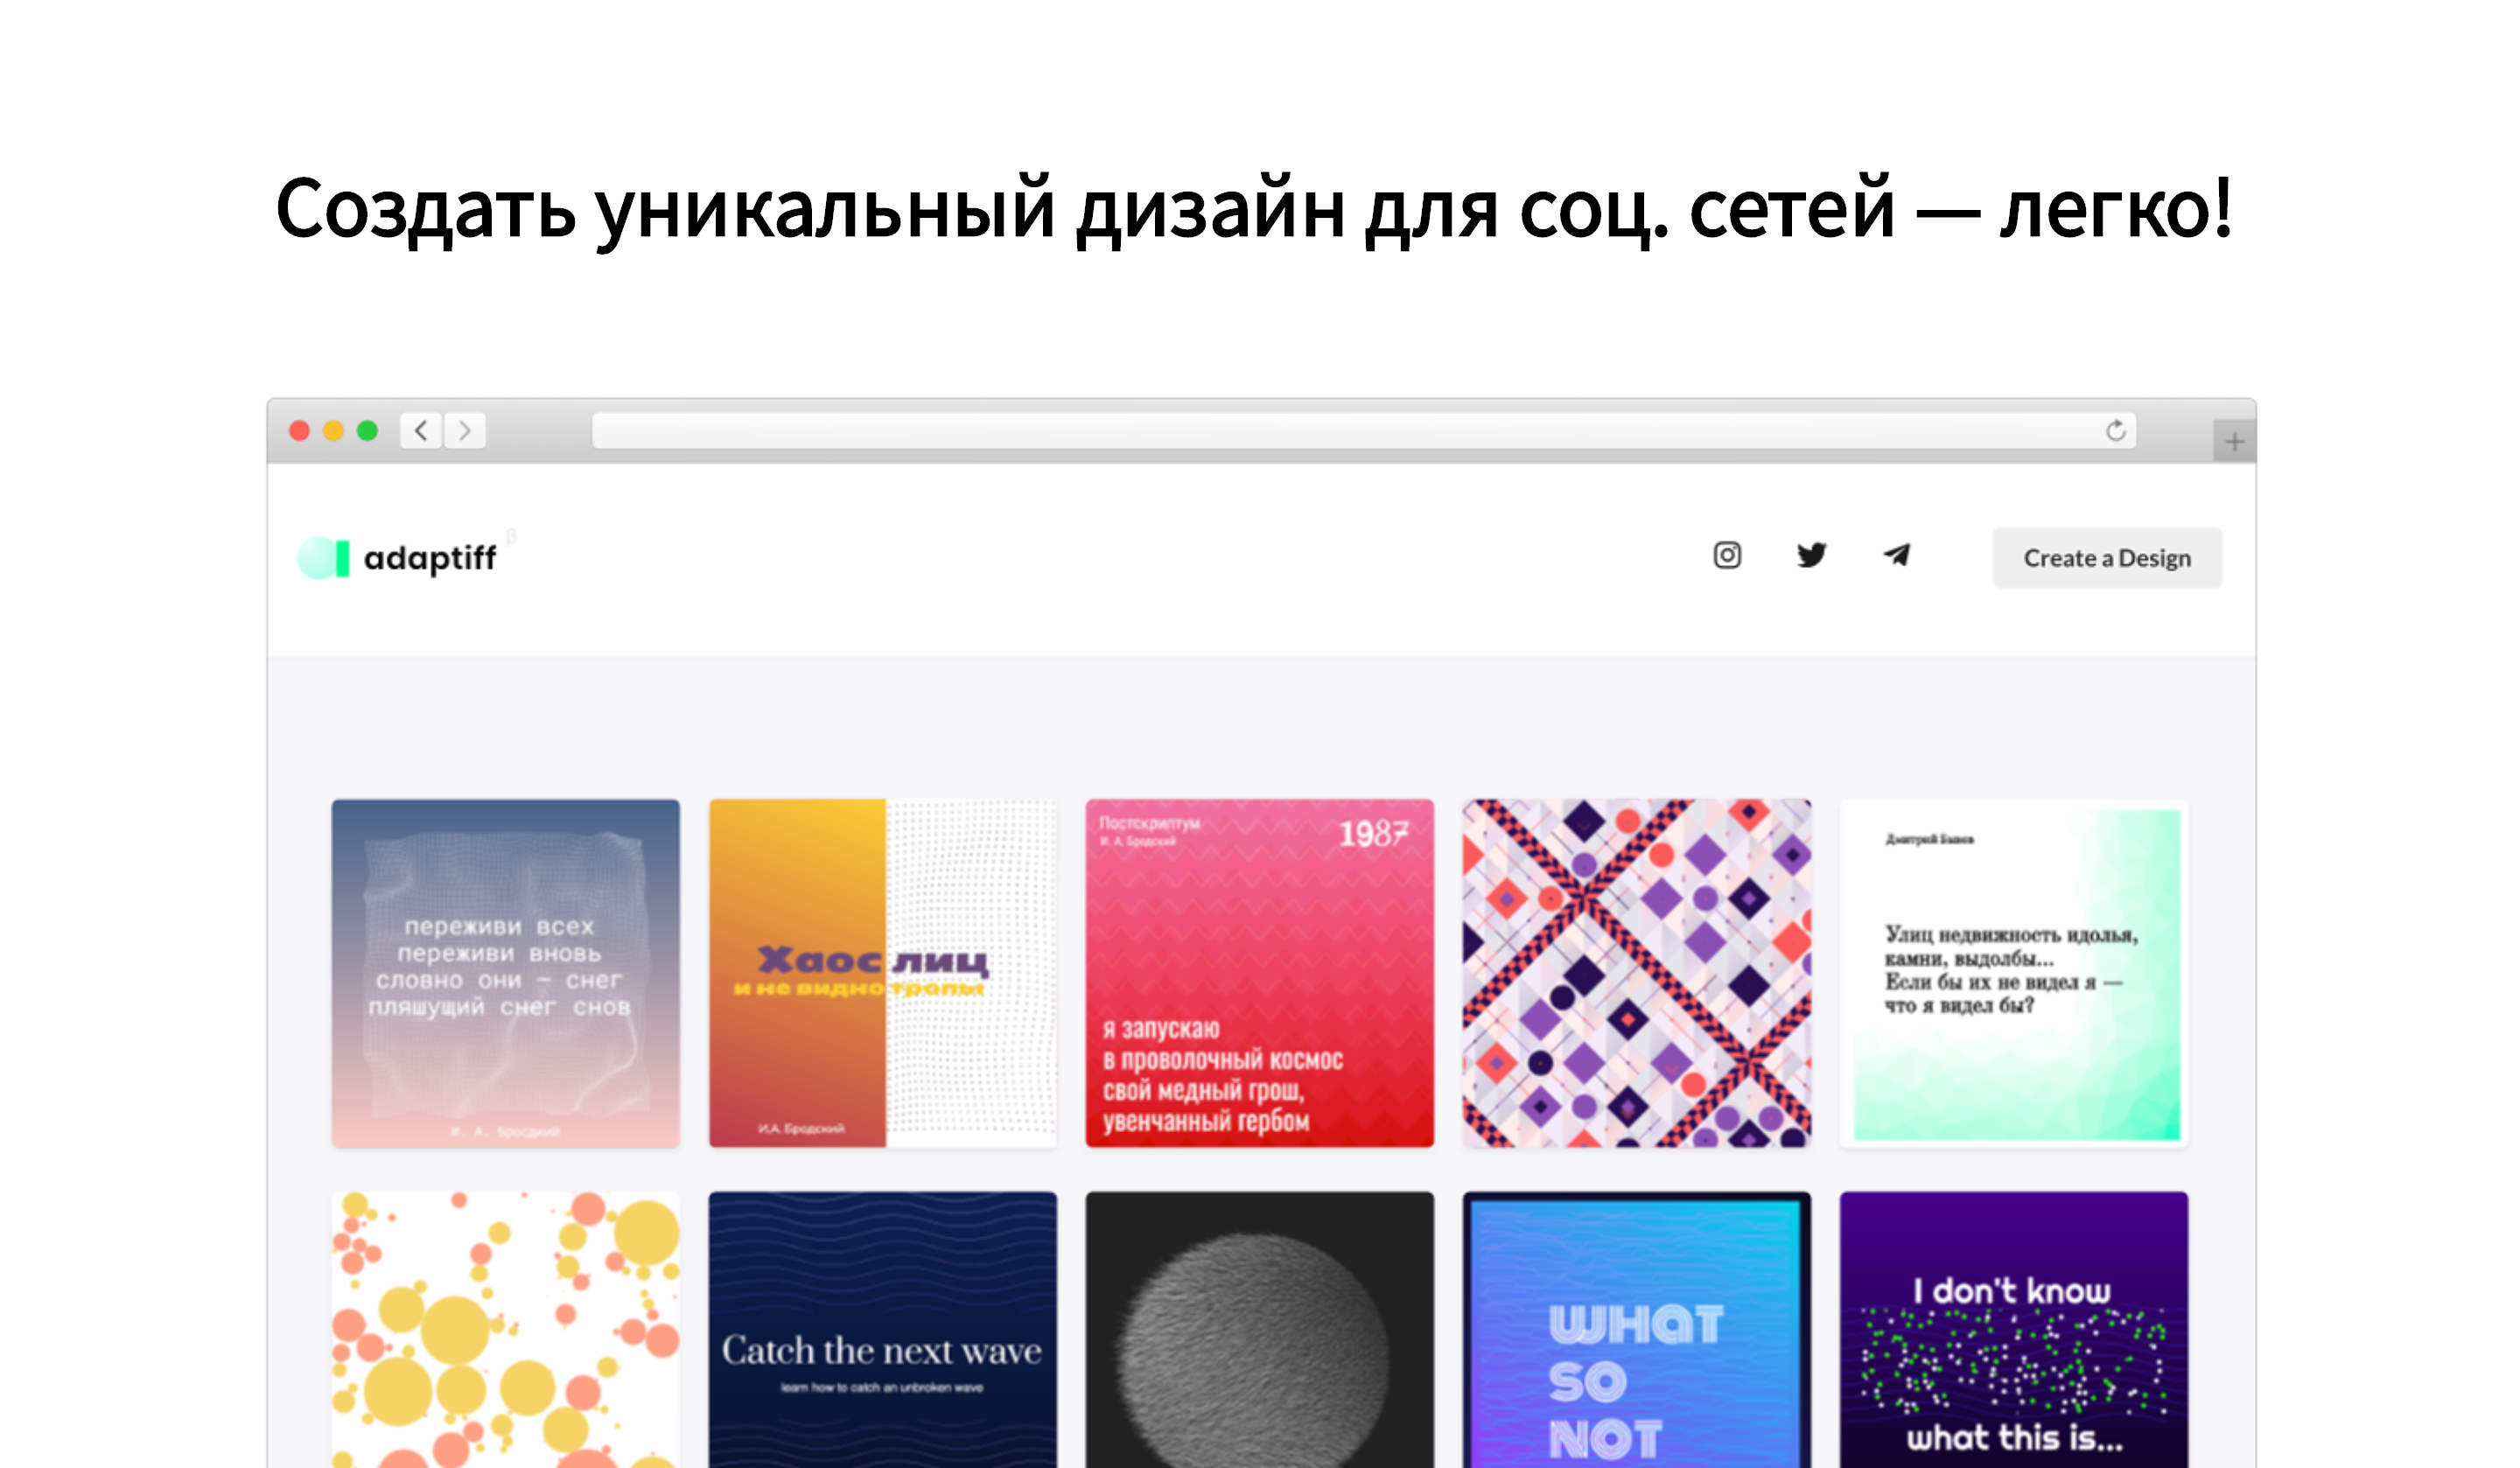 Создать уникальный дизайн для соц. сетей — легко!
adaptiff β
Create a Design
переживи всех
переживи вновь
словно они ~ снег
пляшущий снег снов
И. А. Бросдкий
Хаос лиц
и не видно тропы
И.А. Бродский
Постскриптум
И. А. Бродский
1987
я запускаю
в проволочный космос
свой медный грош,
увенчанный гербом
Дмитрий Быков
Улиц недвижность идолья,
камни, выдолбы...
Если бы их не видел я —
что я видел бы?
Catch the next wave
learn how to catch an unbroken wave
WHAT
SO
NOT
I don't know
what this is...